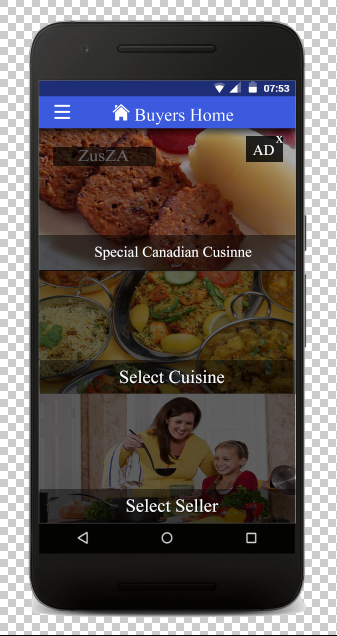 07:53
Buyers Home
x
ZusZA
AD
Special Canadian Cusinne
Select Cuisine
Select Seller